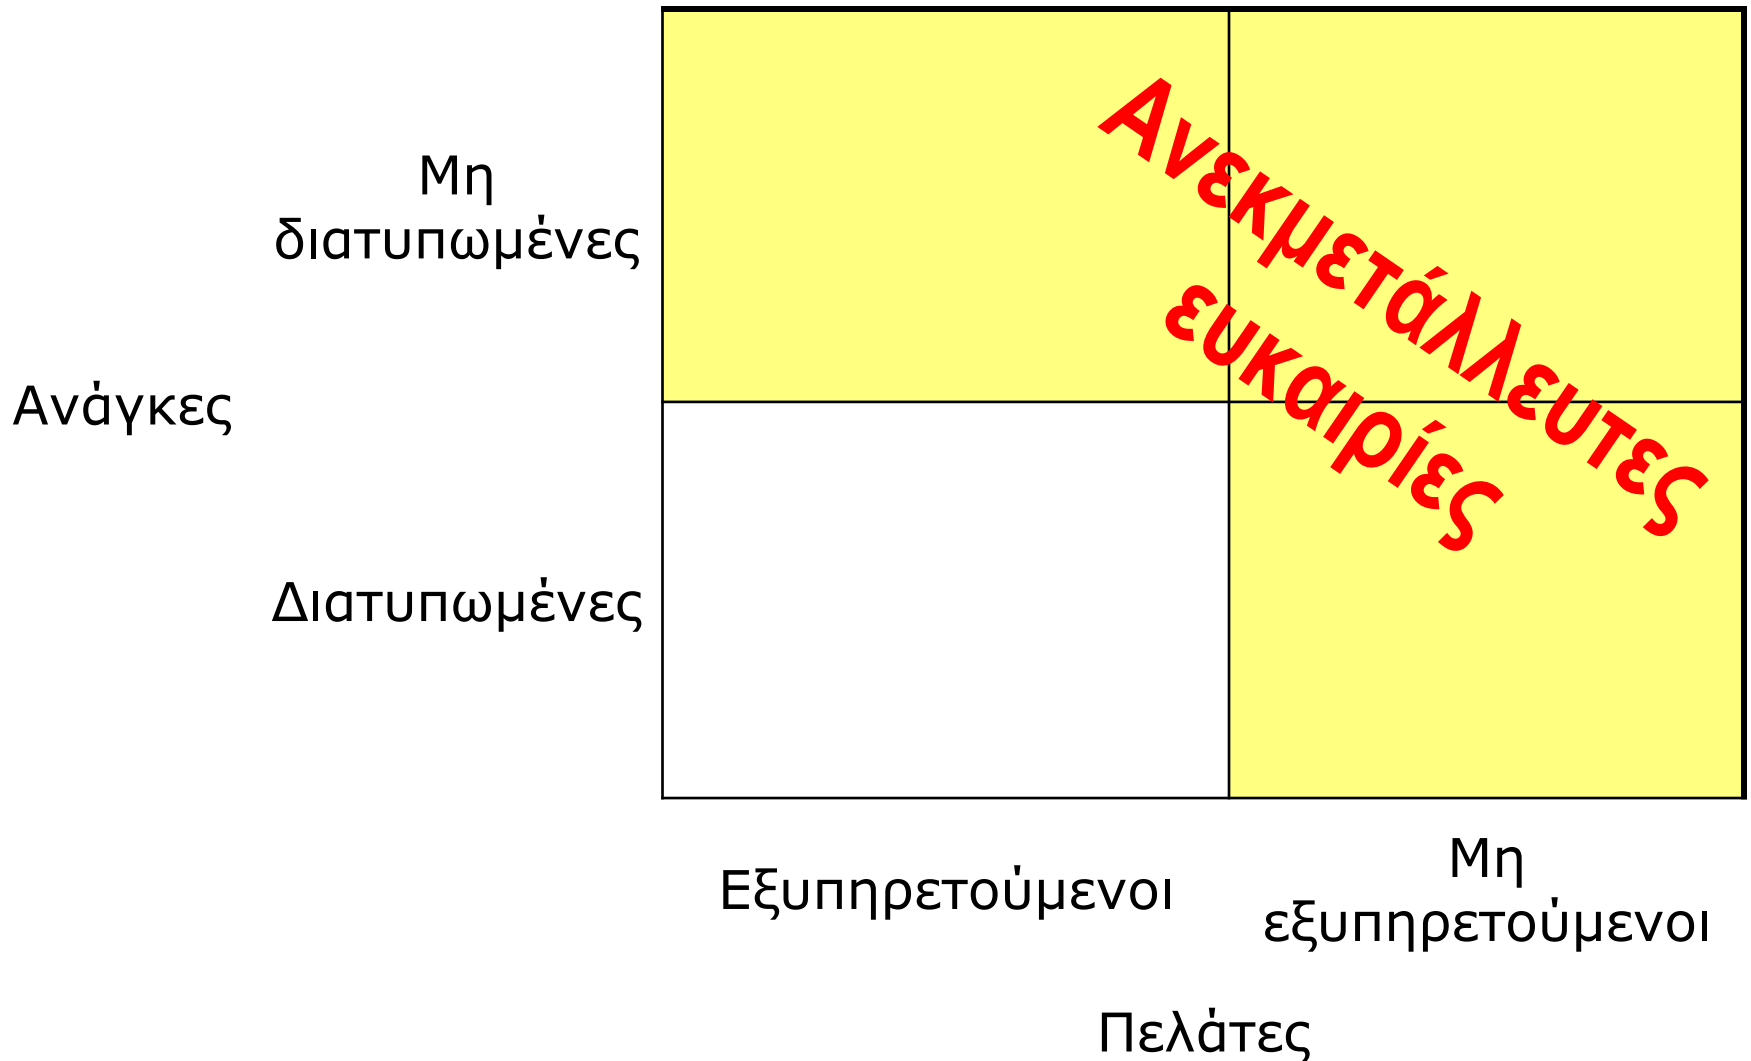 Μη
διατυπωμένες
Ανεκμετάλλευτες
ευκαιρίες
Ανάγκες
Διατυπωμένες
Εξυπηρετούμενοι
Μη
εξυπηρετούμενοι
Πελάτες